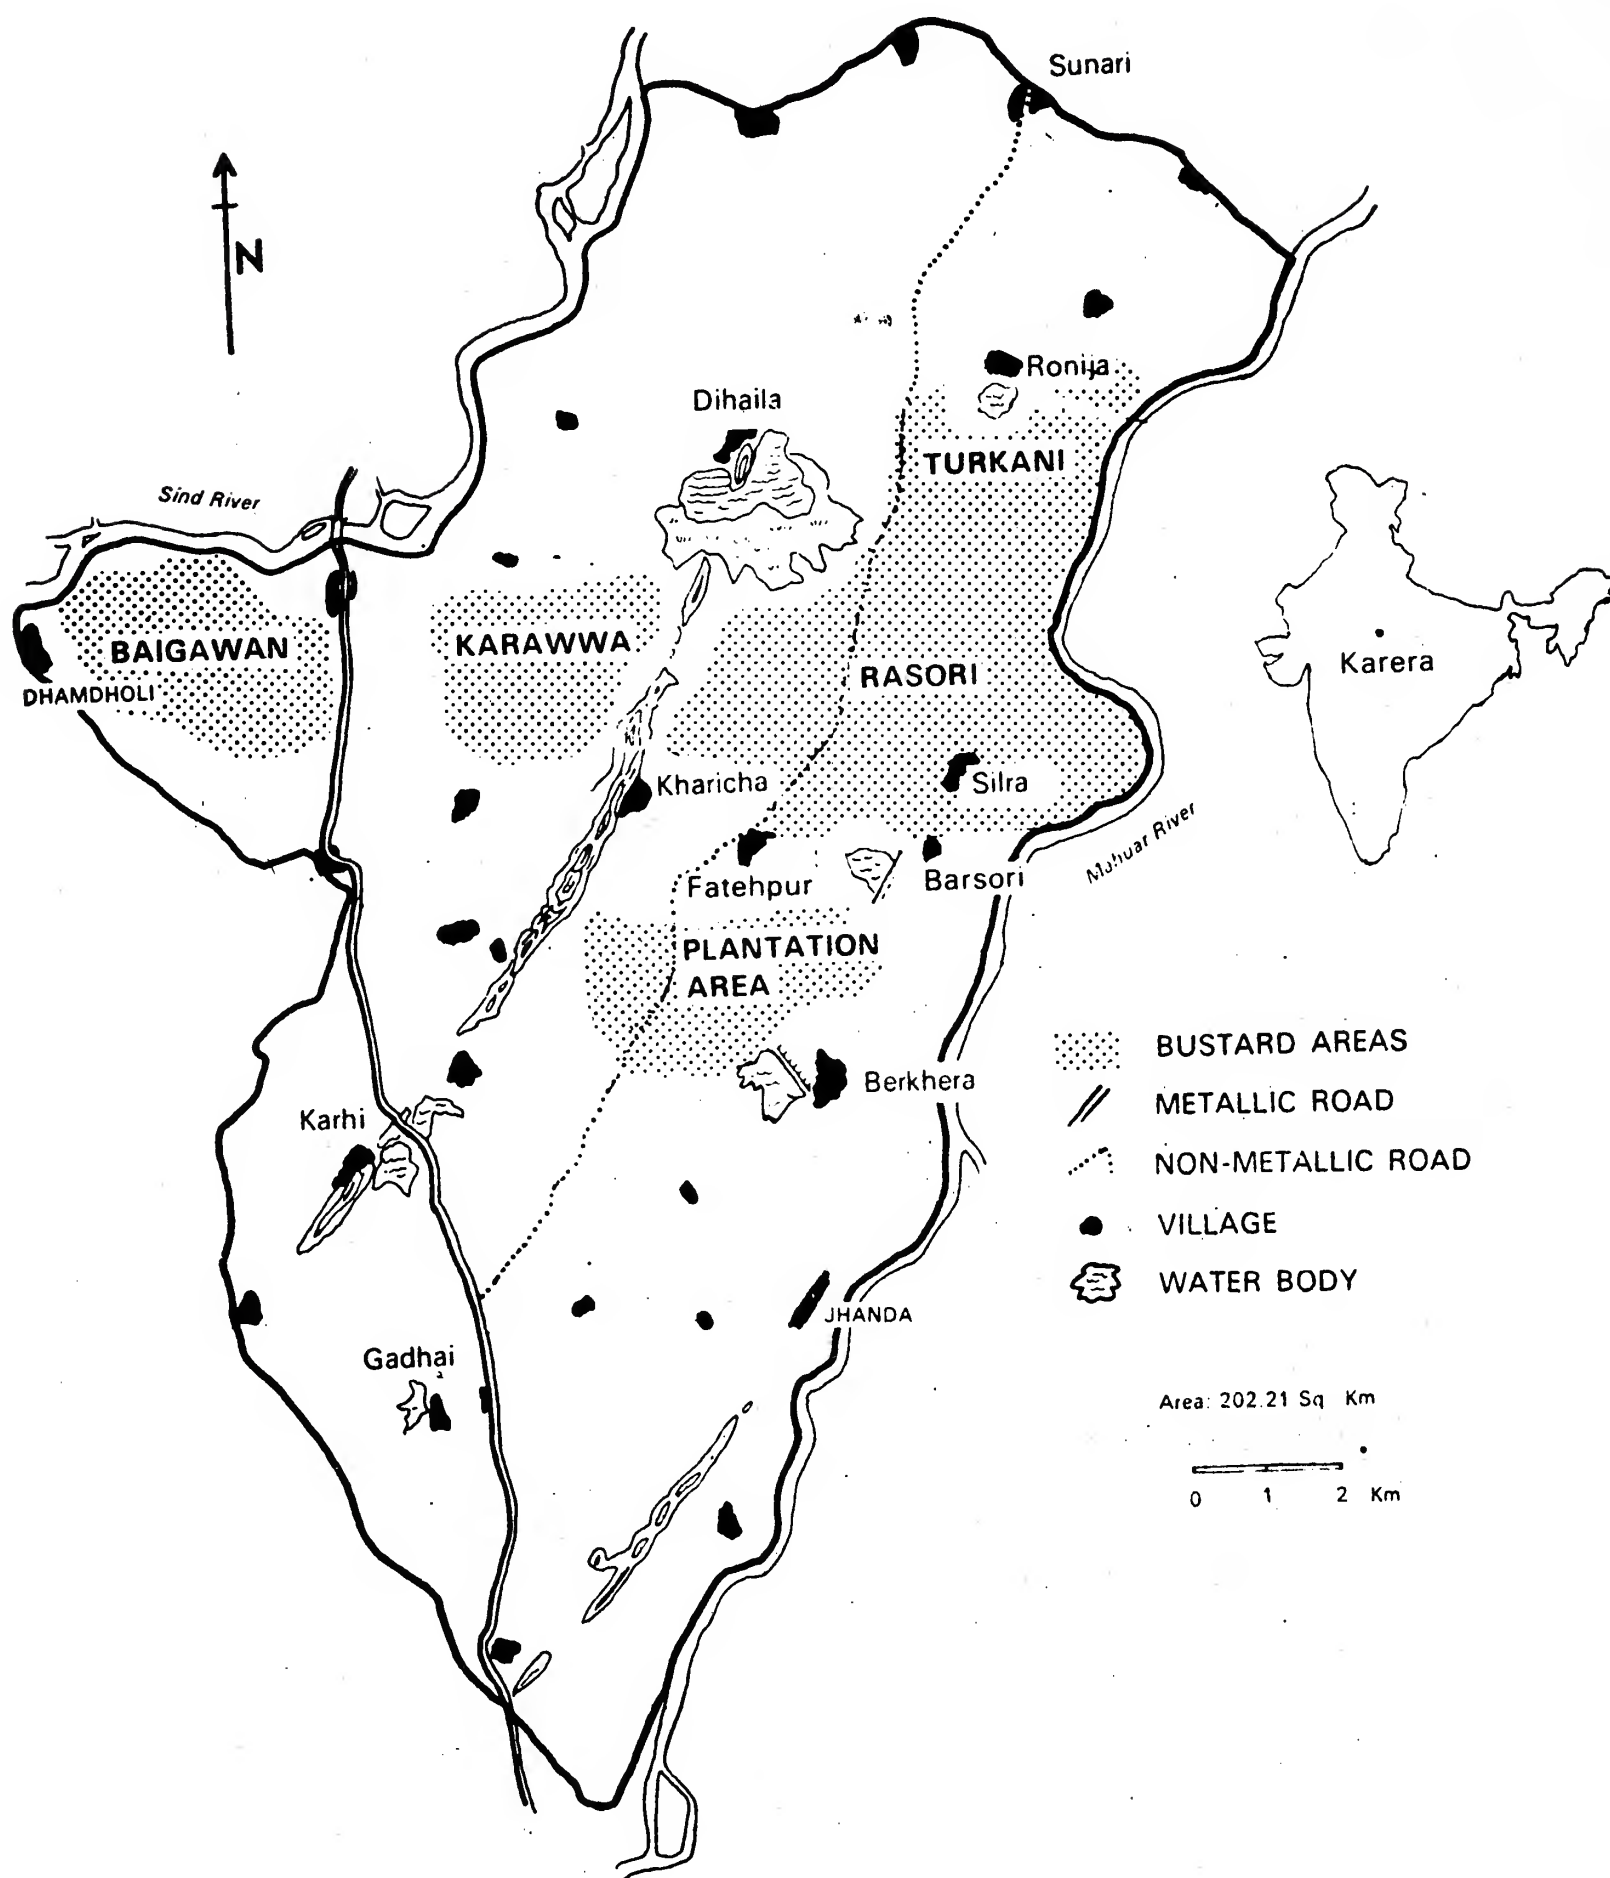 Sunari
N
Ronija
Dihaila
TURKANI
Sind River
BAIGAWAN
KARAWWA
DHAMDHOLI
RASORI
Karera
Kharicha
Silra
Mahuar River
Fatehpur
Barsori
PLANTATION
AREA
BUSTARD AREAS
Berkhera
METALLIC ROAD
Karhi
NON-METALLIC ROAD
VILLAGE
WATER BODY
JHANDA
Gadhai
Area: 202.21 Sq Km
0 1 2 Km